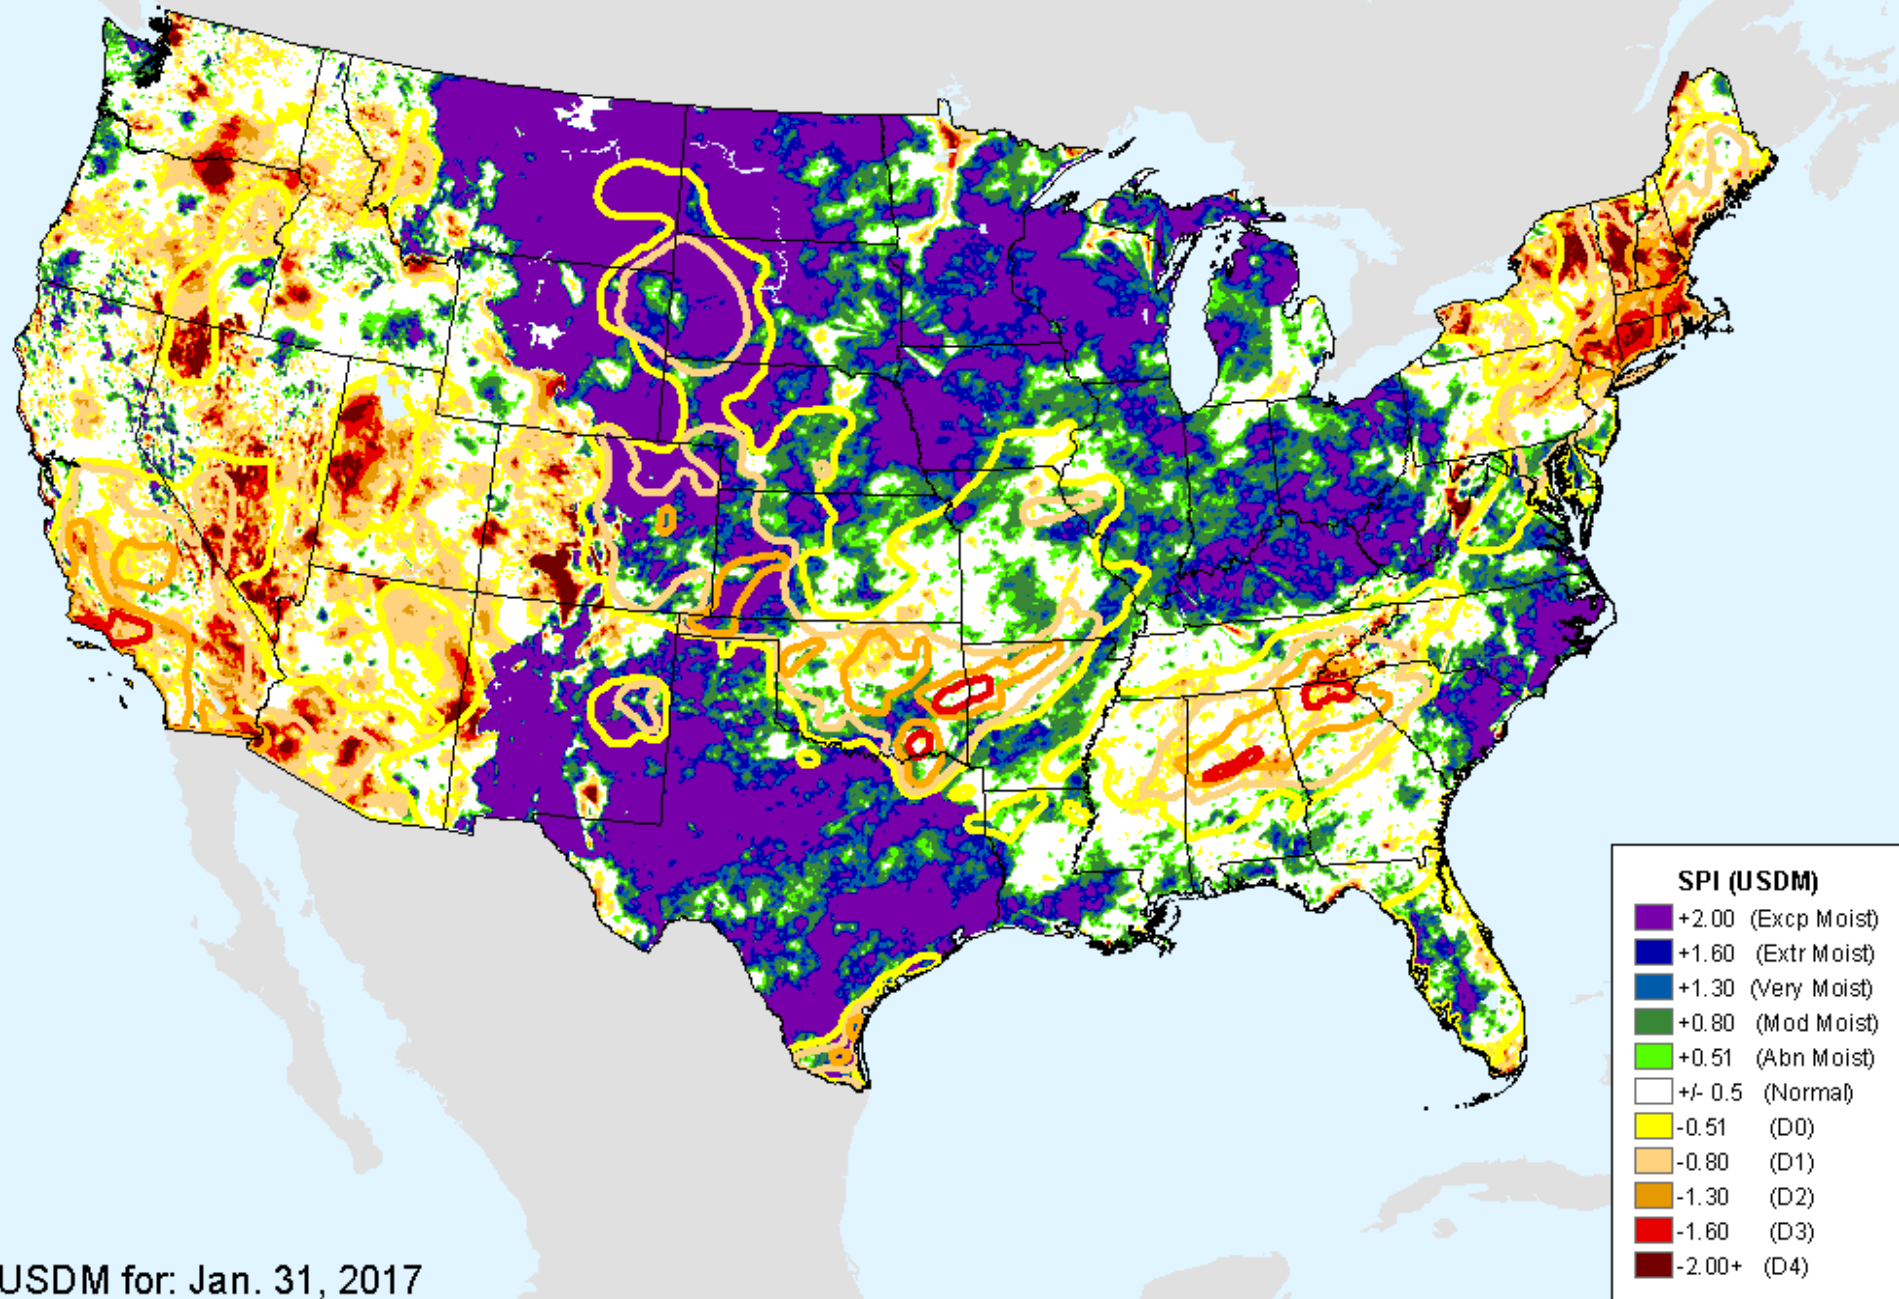 SPI (USDM)
+2.00 (Excp Moist)
+1.60 (Extr Moist)
+1.30 (Very Moist)
+0.80 (Mod Moist)
+0.51 (Abn Moist)
+/- 0.5 (Normal)
-0.51 (D0)
-0.80 (D1)
-1.30 (D2)
-1.60 (D3)
-2.00+ (D4)
USDM for: Jan. 31, 2017